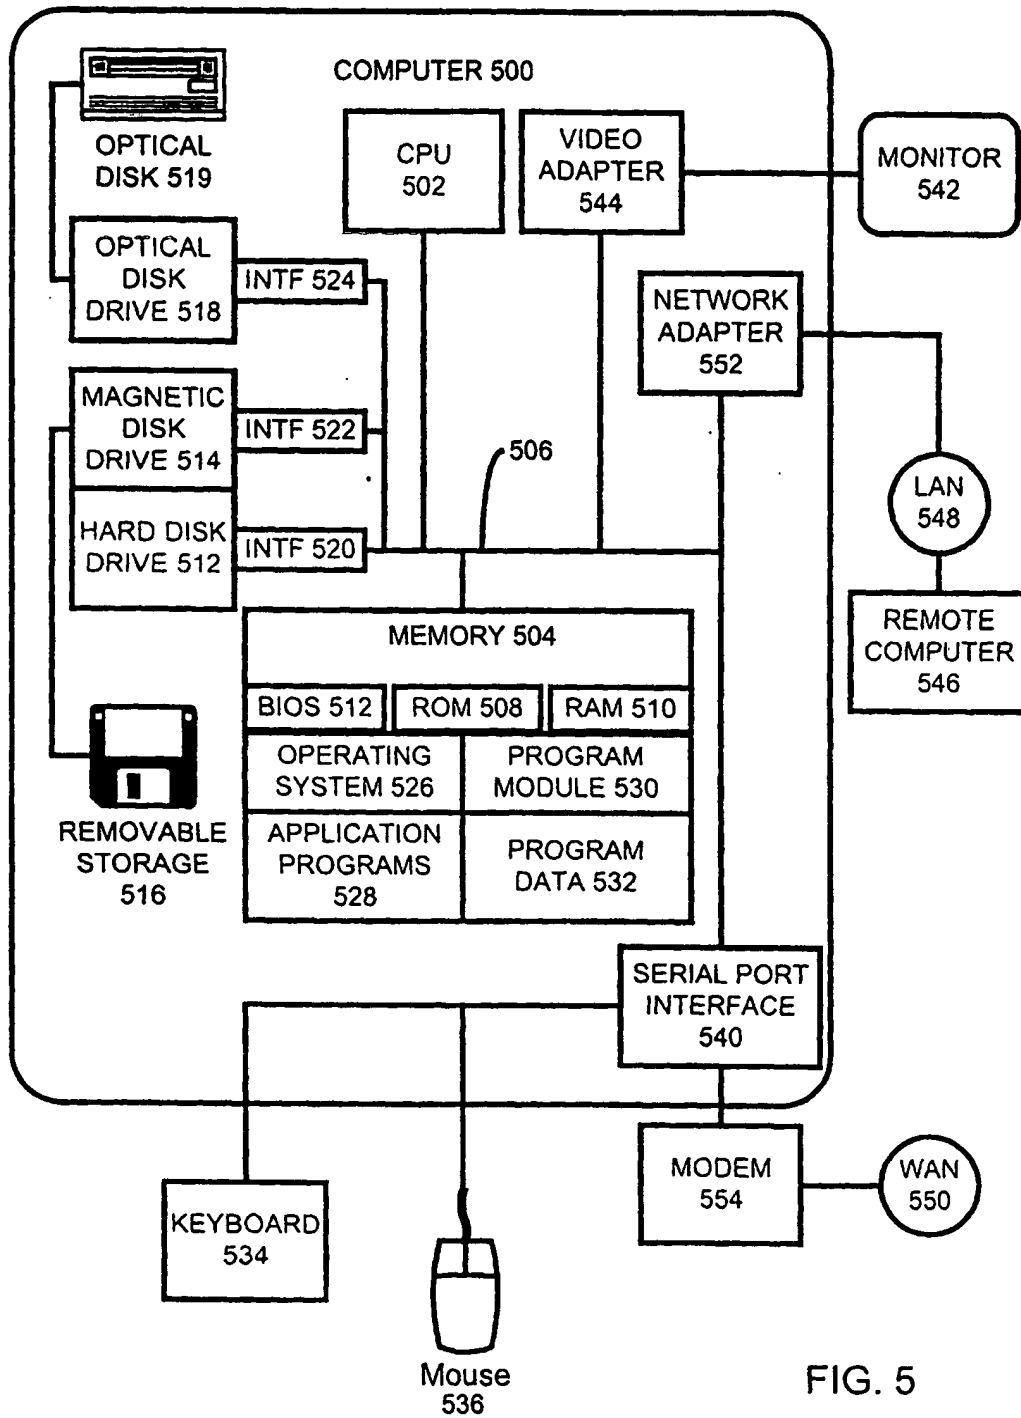 COMPUTER 500
OPTICAL
DISK 519
CPU
502
VIDEO
ADAPTER
544
MONITOR
542
OPTICAL
DISK
DRIVE 518
INTF 524
NETWORK
ADAPTER
552
MAGNETIC
DISK
DRIVE 514
INTF 522
506
HARD DISK
DRIVE 512
INTF 520
LAN
548
REMOTE
COMPUTER
546
MEMORY 504
BIOS 512
ROM 508
RAM 510
OPERATING
SYSTEM 526
PROGRAM
MODULE 530
APPLICATION
PROGRAMS
528
PROGRAM
DATA 532
REMOVABLE
STORAGE
516
SERIAL PORT
INTERFACE
540
MODEM
554
WAN
550
KEYBOARD
534
Mouse
536
FIG. 5